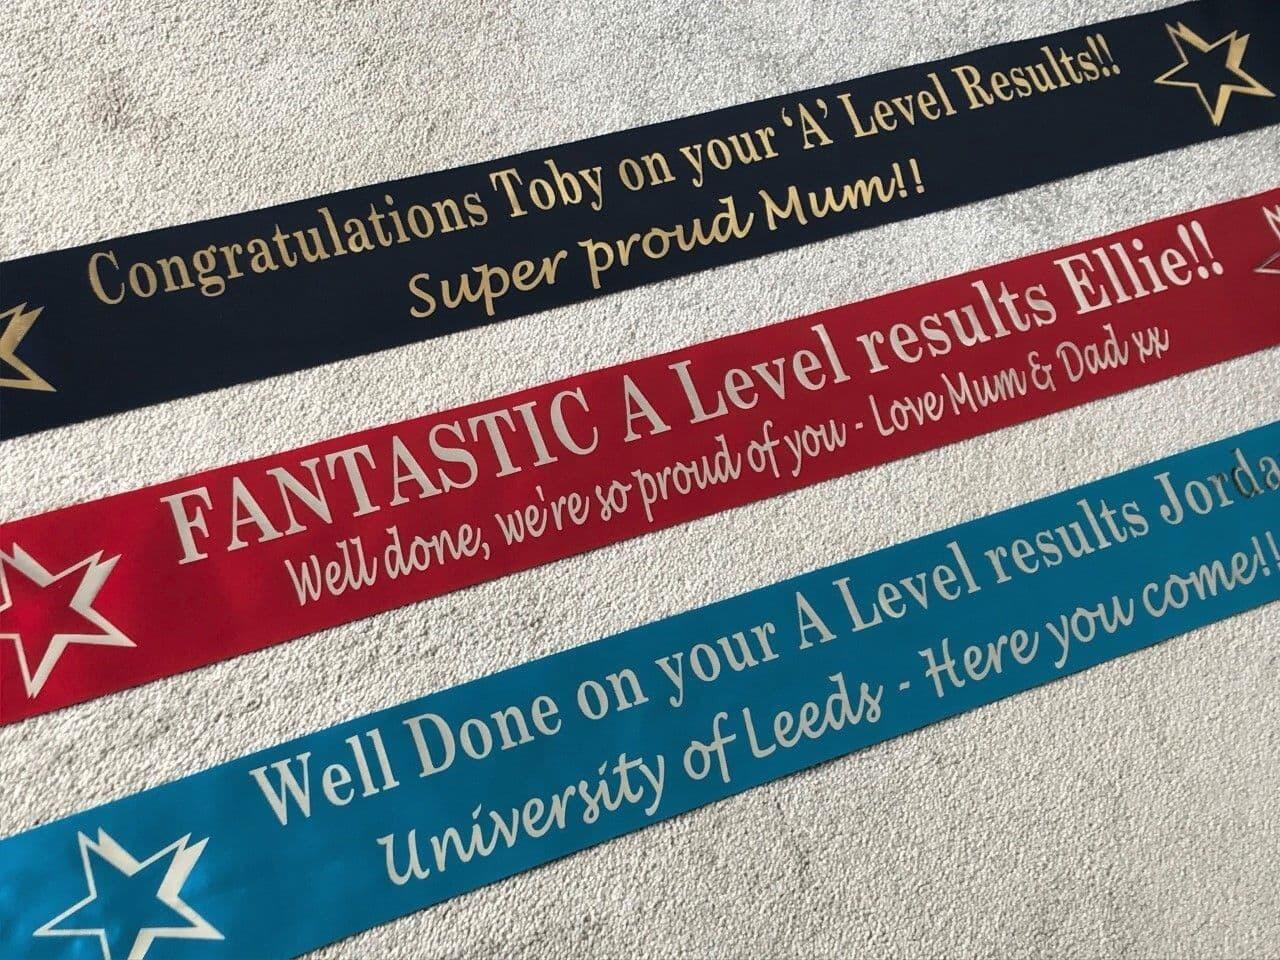 Congratulations Toby on your ‘A’ Level Results!!
Super proud Mum!!
FANTASTIC A Level results Ellie!!
Well done, we're so proud of you - Love Mum & Dad xx
Well Done on your A Level results Jorda
University of Leeds - Here you come!!